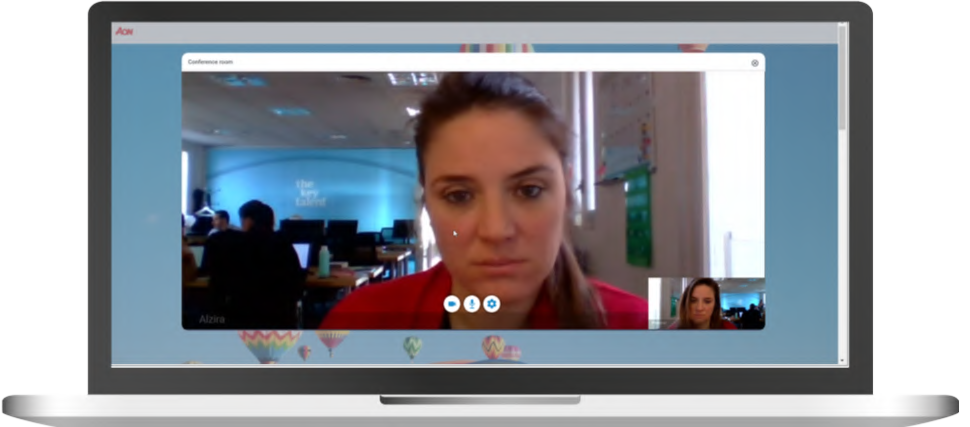 Aon
Conference room
the
key
talent
Alzira